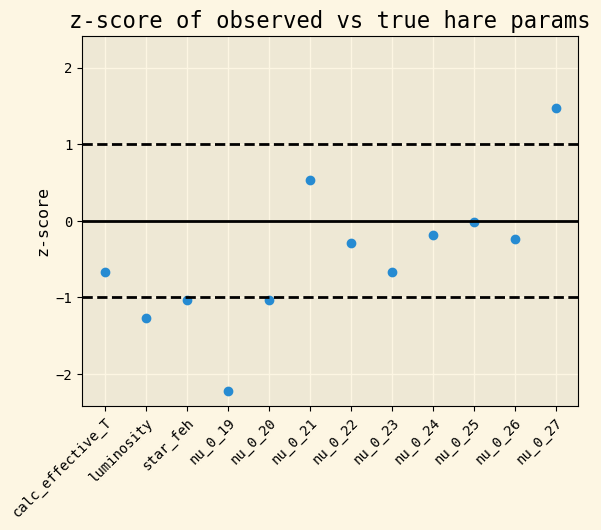 z-score of observed vs true hare params
z-score
2
1
0
−1
−2
calc_effective_T
luminosity
star_feh
nu_0_19
nu_0_20
nu_0_21
nu_0_22
nu_0_23
nu_0_24
nu_0_25
nu_0_26
nu_0_27